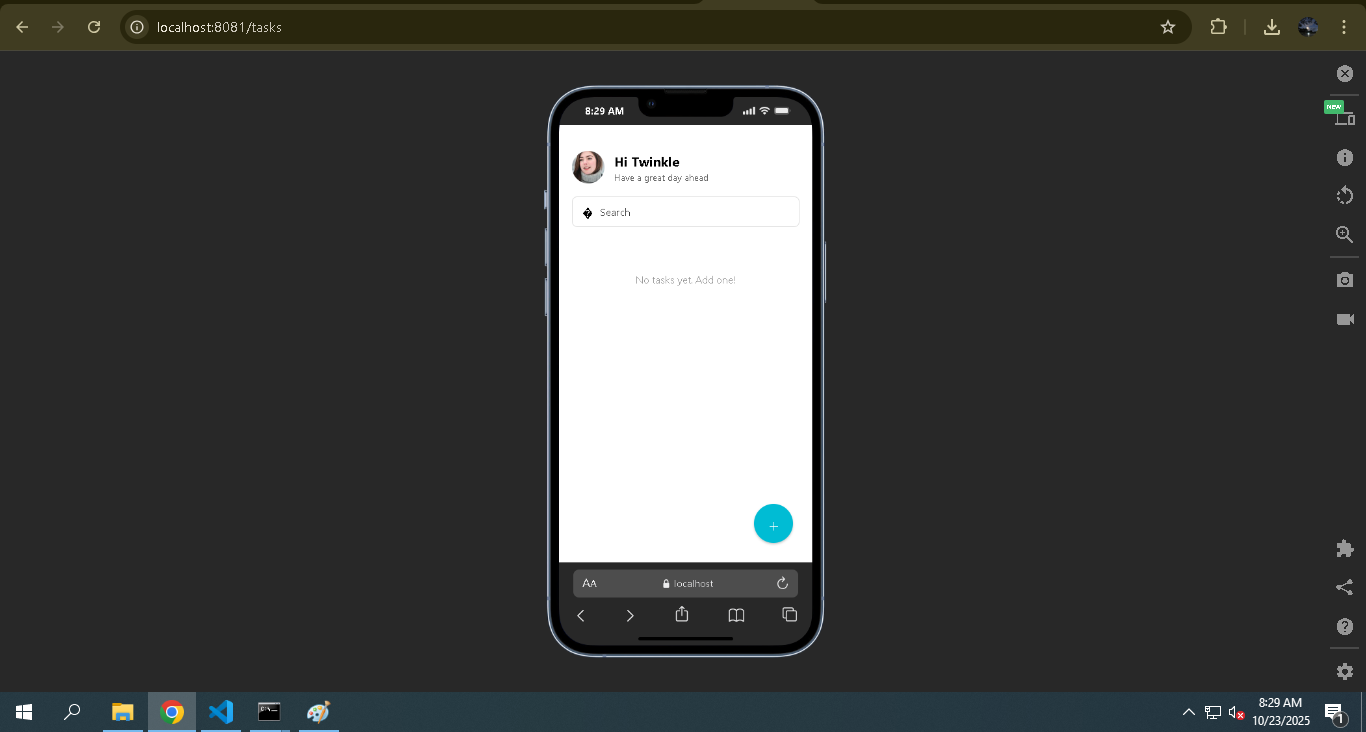 localhost:8081/tasks
NEW
8:29 AM
Hi Twinkle
Have a great day ahead
� Search
No tasks yet. Add one!
+
AA localhost
8:29 AM
10/23/2025
1